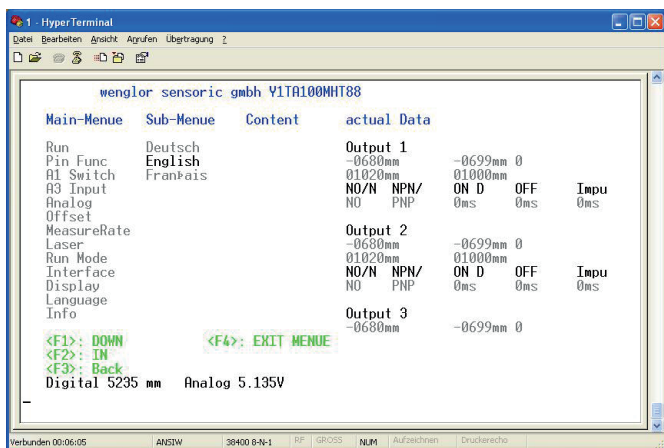 1 - HyperTerminal
Datei Bearbeiten Ansicht Anrufen Übertragung ?
wenglor sensoric gmbh Y1TA100MHT88
Main-Menue Sub-Menue Content actual Data
Run Deutsch Output 1
Pin Func English -0680mm -0699mm 0
A1 Switch FranÞais 01020mm 01000mm
A3 Input NO/N NPN/ ON D OFF Impu
Analog NO PNP 0ms 0ms 0ms
Offset
MeasureRate Output 2
Laser -0680mm -0699mm 0
Run Mode 01020mm 01000mm
Interface NO/N NPN/ ON D OFF Impu
Display NO PNP 0ms 0ms 0ms
Language
Info Output 3
-0680mm -0699mm 0
<F1>: DOWN <F4>: EXIT MENUE
<F2>: IN
<F3>: Back
Digital 5235 mm Analog 5.135V
Verbunden 00:06:05 ANSIW 38400 8-N-1 RF GROSS NUM Aufzeichnen Druckerecho